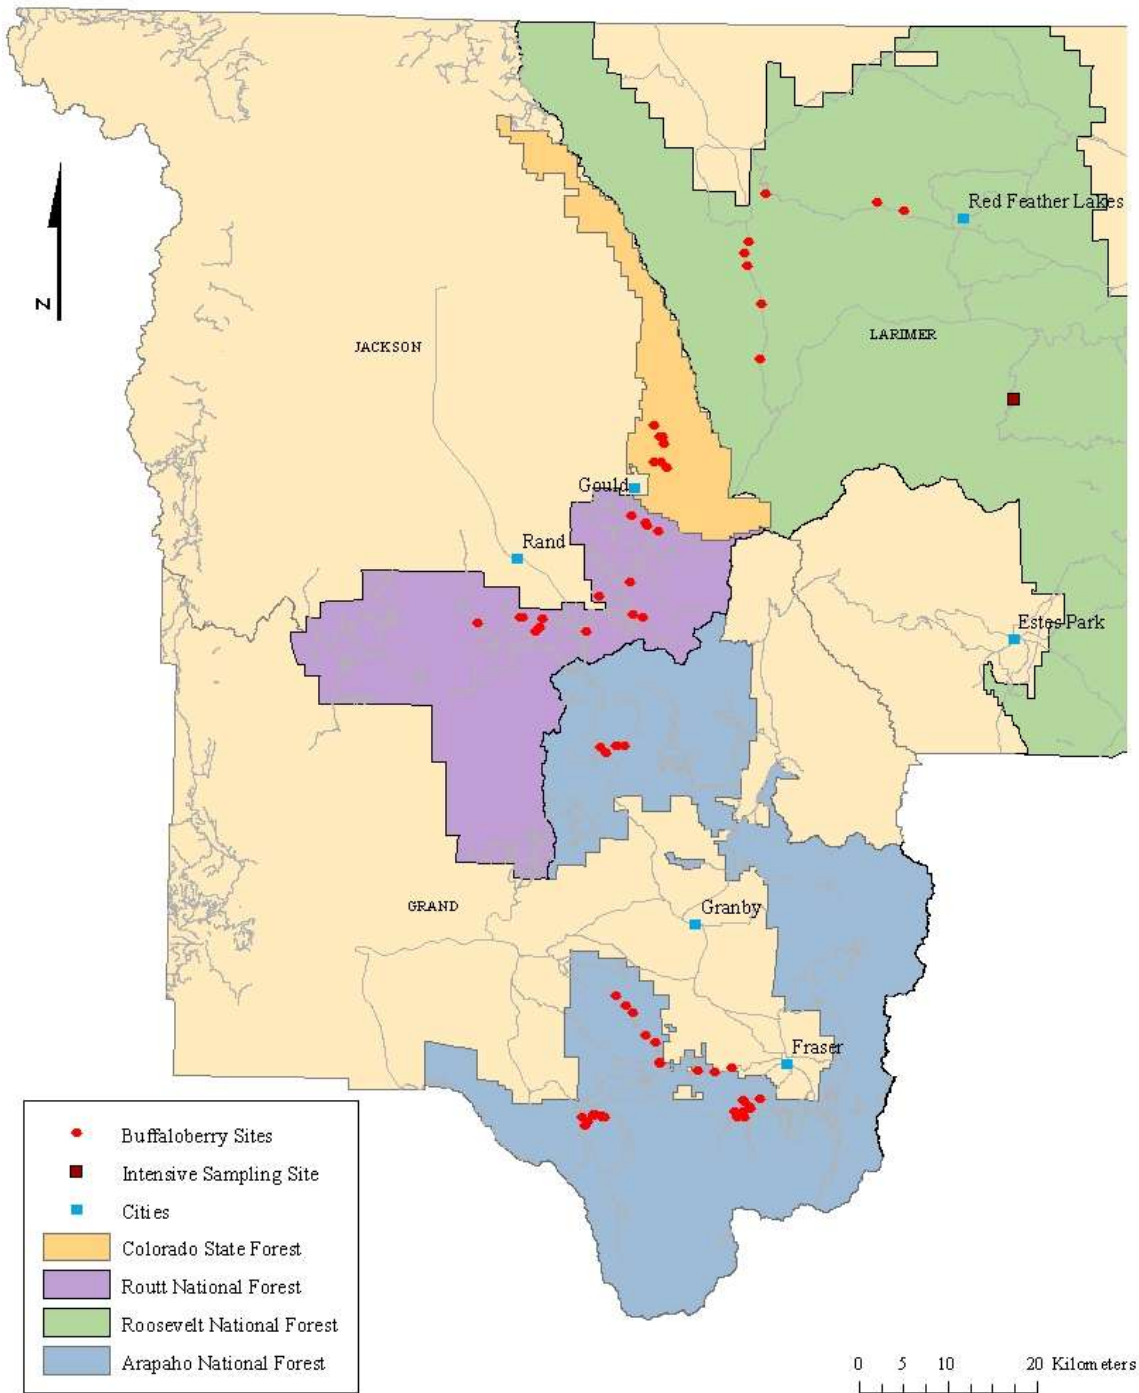 Red Feather Lakes
N
JACKSON
LARIMER
Gould
Rand
Estes Park
GRAND
Granby
Fraser
Buffaloberry Sites
Intensive Sampling Site
Cities
Colorado State Forest
Routt National Forest
Roosevelt National Forest
Arapaho National Forest
0 5 10 20 Kilometers